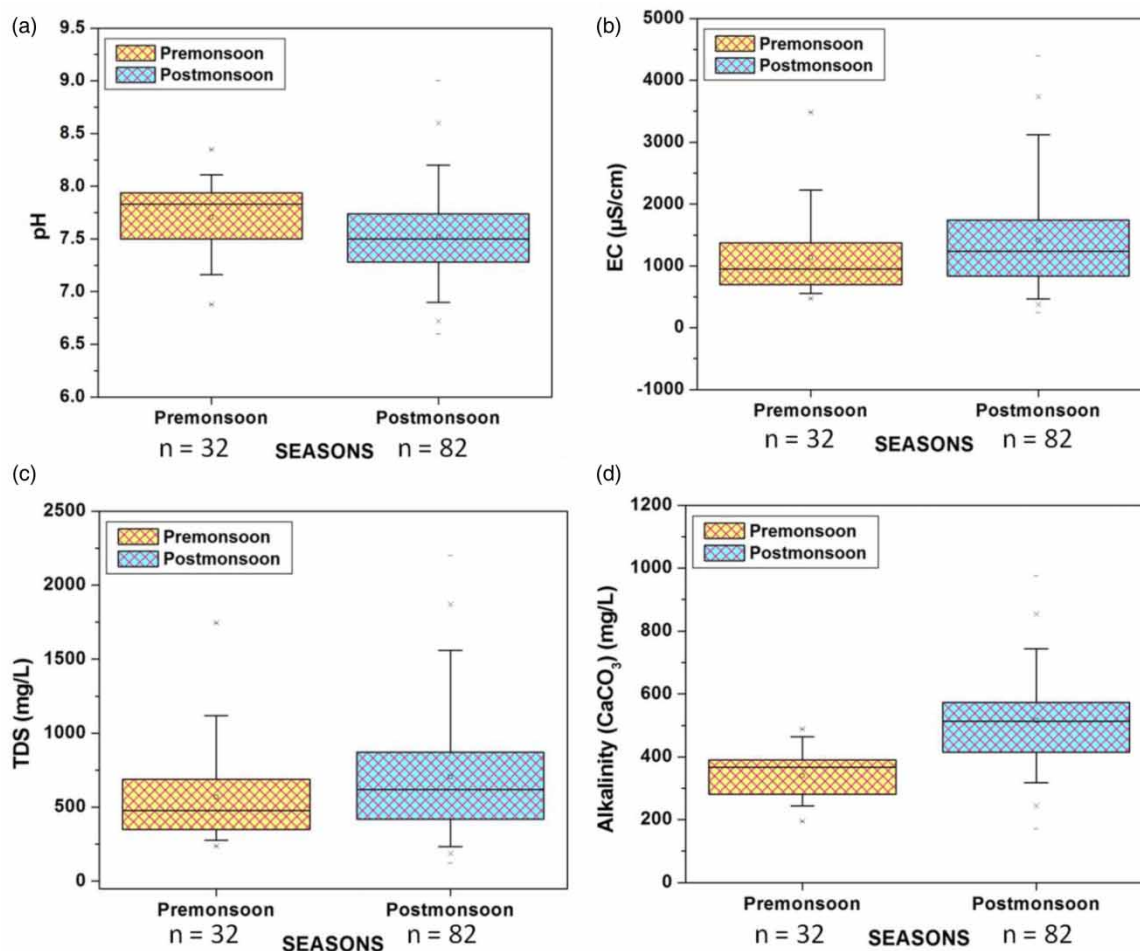 (a)
9.5
9.0
8.5
8.0
7.5
7.0
6.5
6.0
pH
Premonsoon
Postmonsoon
Premonsoon
Postmonsoon
n = 32
SEASONS
n = 82
(b)
5000
4000
3000
2000
1000
0
-1000
EC (µS/cm)
Premonsoon
Postmonsoon
Premonsoon
Postmonsoon
n = 32
SEASONS
n = 82
(c)
2500
2000
1500
1000
500
0
TDS (mg/L)
Premonsoon
Postmonsoon
Premonsoon
Postmonsoon
n = 32
SEASONS
n = 82
(d)
1200
1000
800
600
400
200
0
Alkalinity (CaCO₃) (mg/L)
Premonsoon
Postmonsoon
Premonsoon
Postmonsoon
n = 32
SEASONS
n = 82